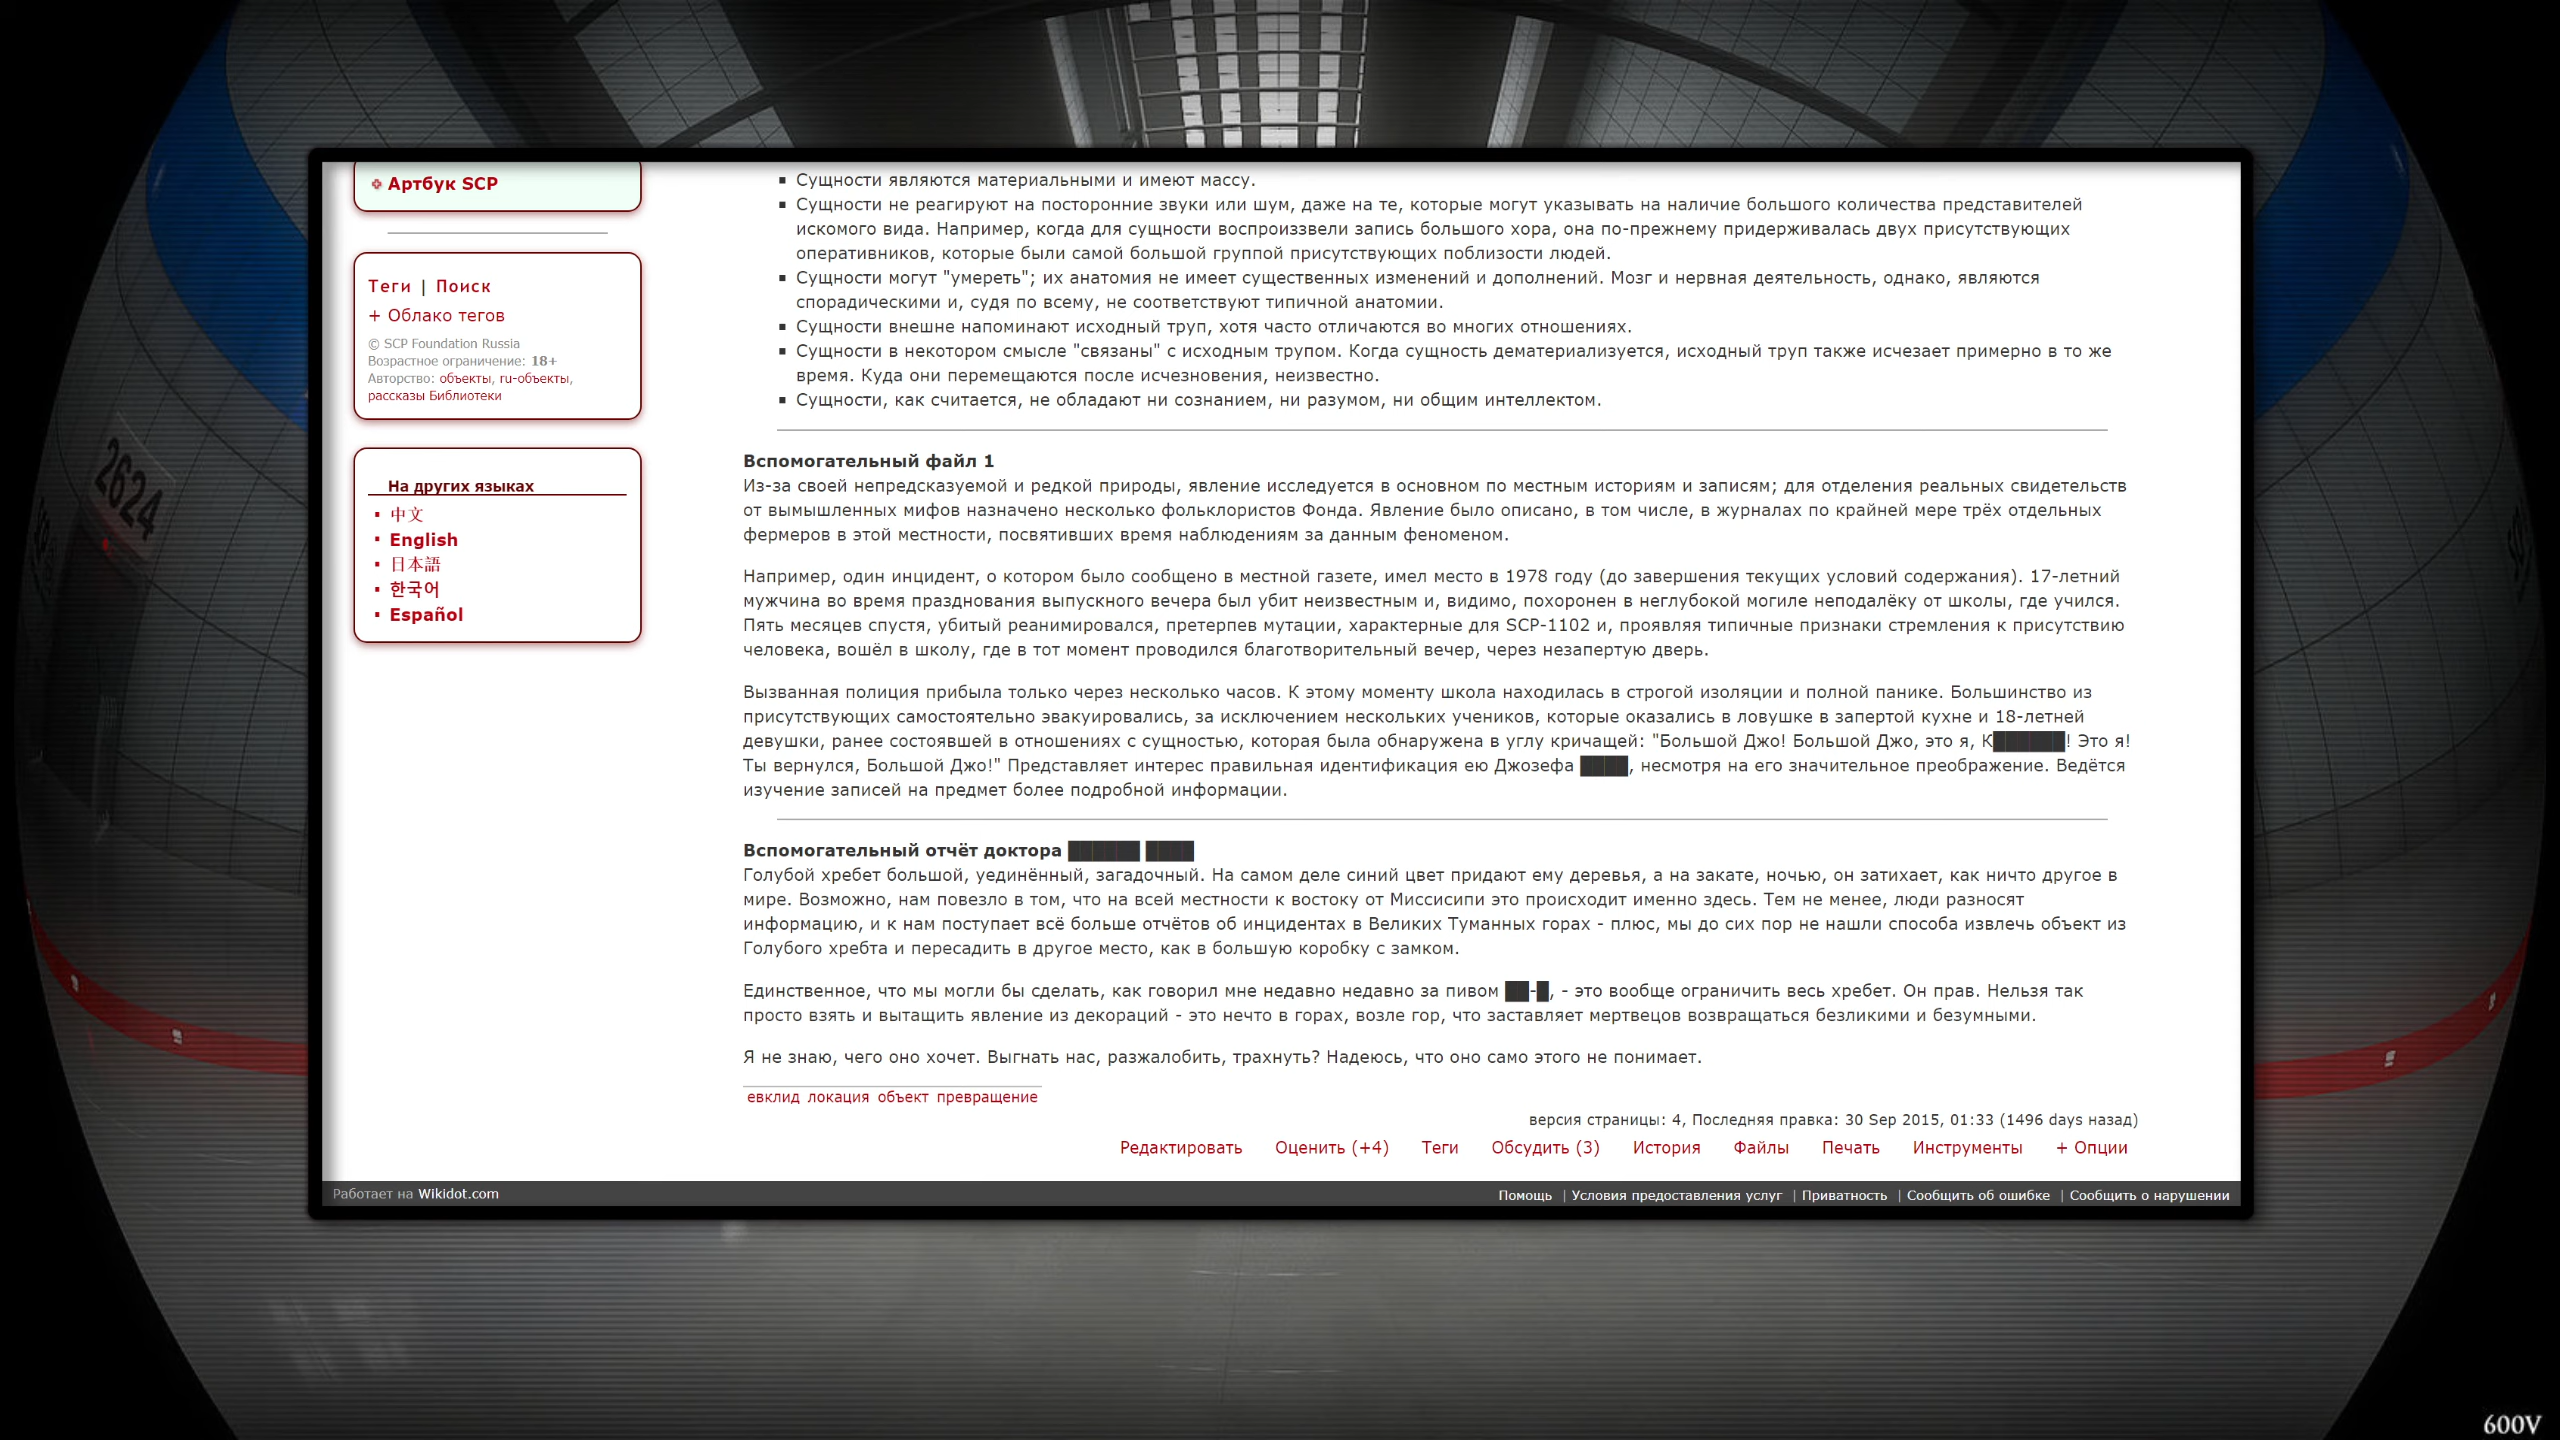 Артбук SCP
Теги | Поиск
+ Облако тегов
© SCP Foundation Russia
Возрастное ограничение: 18+
Авторство: объекты, ru-объекты,
рассказы Библиотеки
На других языках
中文
English
日本語
한국어
Español
Сущности являются материальными и имеют массу.
Сущности не реагируют на посторонние звуки или шум, даже на те, которые могут указывать на наличие большого количества представителей
искомого вида. Например, когда для сущности воспроиззвели запись большого хора, она по-прежнему придерживалась двух присутствующих
оперативников, которые были самой большой группой присутствующих поблизости людей.
Сущности могут "умереть"; их анатомия не имеет существенных изменений и дополнений. Мозг и нервная деятельность, однако, являются
спорадическими и, судя по всему, не соответствуют типичной анатомии.
Сущности внешне напоминают исходный труп, хотя часто отличаются во многих отношениях.
Сущности в некотором смысле "связаны" с исходным трупом. Когда сущность дематериализуется, исходный труп также исчезает примерно в то же
время. Куда они перемещаются после исчезновения, неизвестно.
Сущности, как считается, не обладают ни сознанием, ни разумом, ни общим интеллектом.
Вспомогательный файл 1
Из-за своей непредсказуемой и редкой природы, явление исследуется в основном по местным историям и записям; для отделения реальных свидетельств
от вымышленных мифов назначено несколько фольклористов Фонда. Явление было описано, в том числе, в журналах по крайней мере трёх отдельных
фермеров в этой местности, посвятивших время наблюдениям за данным феноменом.
Например, один инцидент, о котором было сообщено в местной газете, имел место в 1978 году (до завершения текущих условий содержания). 17-летний
мужчина во время празднования выпускного вечера был убит неизвестным и, видимо, похоронен в неглубокой могиле неподалёку от школы, где учился.
Пять месяцев спустя, убитый реанимировался, претерпев мутации, характерные для SCP-1102 и, проявляя типичные признаки стремления к присутствию
человека, вошёл в школу, где в тот момент проводился благотворительный вечер, через незапертую дверь.
Вызванная полиция прибыла только через несколько часов. К этому моменту школа находилась в строгой изоляции и полной панике. Большинство из
присутствующих самостоятельно эвакуировались, за исключением нескольких учеников, которые оказались в ловушке в запертой кухне и 18-летней
девушки, ранее состоявшей в отношениях с сущностью, которая была обнаружена в углу кричащей: "Большой Джо! Большой Джо, это я, К██████! Это я!
Ты вернулся, Большой Джо!" Представляет интерес правильная идентификация ею Джозефа ████, несмотря на его значительное преображение. Ведётся
изучение записей на предмет более подробной информации.
Вспомогательный отчёт доктора ██████ ████
Голубой хребет большой, уединённый, загадочный. На самом деле синий цвет придают ему деревья, а на закате, ночью, он затихает, как ничто другое в
мире. Возможно, нам повезло в том, что на всей местности к востоку от Миссисипи это происходит именно здесь. Тем не менее, люди разносят
информацию, и к нам поступает всё больше отчётов об инцидентах в Великих Туманных горах - плюс, мы до сих пор не нашли способа извлечь объект из
Голубого хребта и пересадить в другое место, как в большую коробку с замком.
Единственное, что мы могли бы сделать, как говорил мне недавно недавно за пивом ██-█, - это вообще ограничить весь хребет. Он прав. Нельзя так
просто взять и вытащить явление из декораций - это нечто в горах, возле гор, что заставляет мертвецов возвращаться безликими и безумными.
Я не знаю, чего оно хочет. Выгнать нас, разжалобить, трахнуть? Надеюсь, что оно само этого не понимает.
евклид локация объект превращение
версия страницы: 4, Последняя правка: 30 Sep 2015, 01:33 (1496 days назад)
Редактировать Оценить (+4) Теги Обсудить (3) История Файлы Печать Инструменты + Опции
Работает на Wikidot.com
Помощь | Условия предоставления услуг | Приватность | Сообщить об ошибке | Сообщить о нарушении
2624
600V